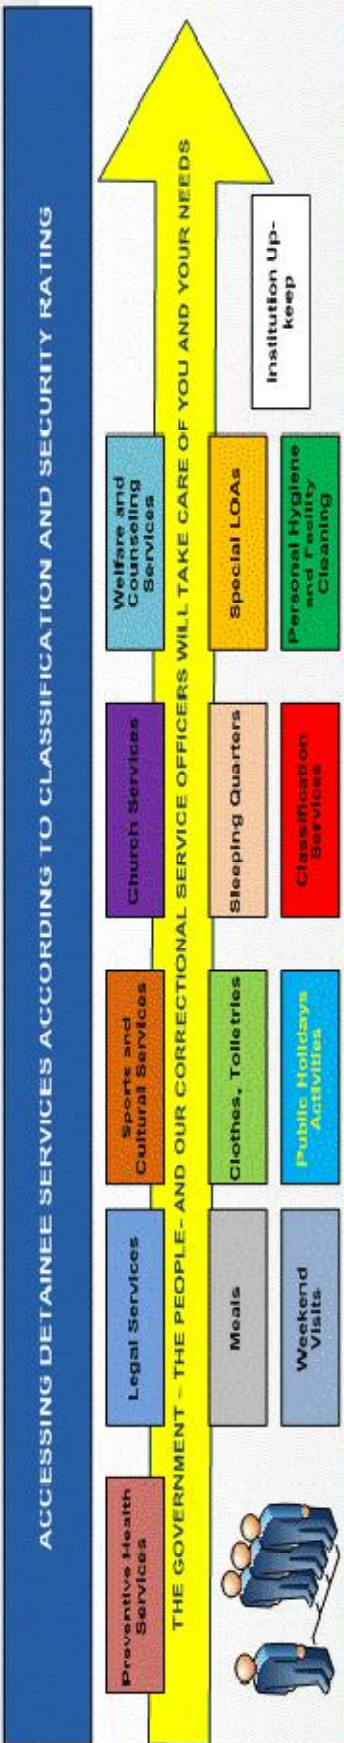 ACCESSING DETAINEE SERVICES ACCORDING TO CLASSIFICATION AND SECURITY RATING
Preventive Health
Services
Legal Services
Sports and
Cultural Services
Church Services
Welfare and
Counseling
Services
THE GOVERNMENT – THE PEOPLE- AND OUR CORRECTIONAL SERVICE OFFICERS WILL TAKE CARE OF YOU AND YOUR NEEDS
Meals
Clothes, Toiletries
Sleeping Quarters
Special LOAs
Weekend
Visits
Public Holidays
Activities
Classification
Services
Personal Hygiene
and Facility
Cleaning
Institution Up-
keep